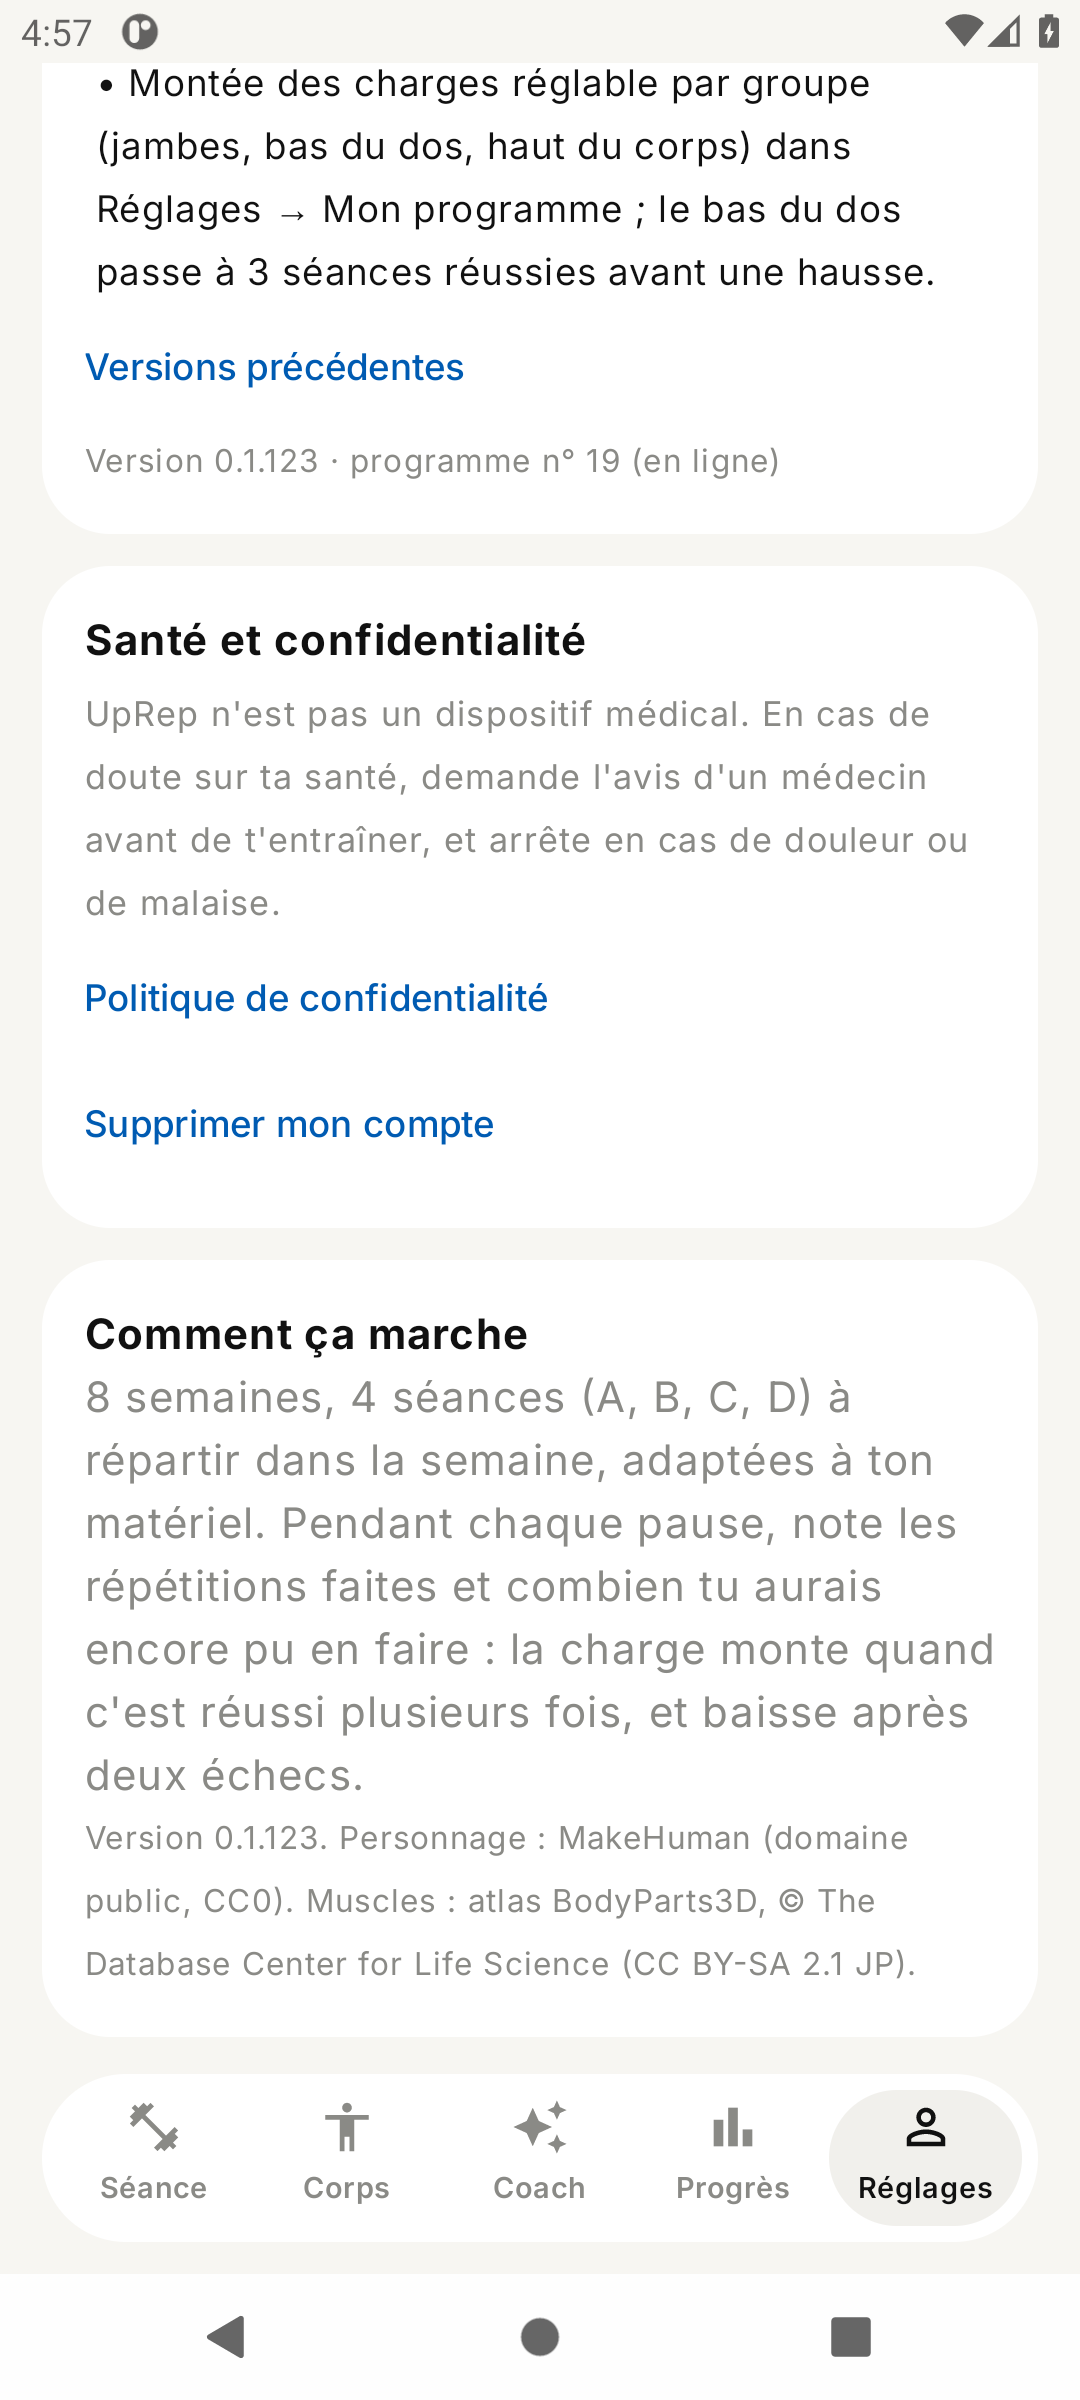 4:57
• Montée des charges réglable par groupe
(jambes, bas du dos, haut du corps) dans
Réglages → Mon programme ; le bas du dos
passe à 3 séances réussies avant une hausse.
Versions précédentes
Version 0.1.123 · programme n° 19 (en ligne)
Santé et confidentialité
UpRep n'est pas un dispositif médical. En cas de
doute sur ta santé, demande l'avis d'un médecin
avant de t'entraîner, et arrête en cas de douleur ou
de malaise.
Politique de confidentialité
Supprimer mon compte
Comment ça marche
8 semaines, 4 séances (A, B, C, D) à
répartir dans la semaine, adaptées à ton
matériel. Pendant chaque pause, note les
répétitions faites et combien tu aurais
encore pu en faire : la charge monte quand
c'est réussi plusieurs fois, et baisse après
deux échecs.
Version 0.1.123. Personnage : MakeHuman (domaine
public, CC0). Muscles : atlas BodyParts3D, © The
Database Center for Life Science (CC BY-SA 2.1 JP).
Séance Corps Coach Progrès Réglages